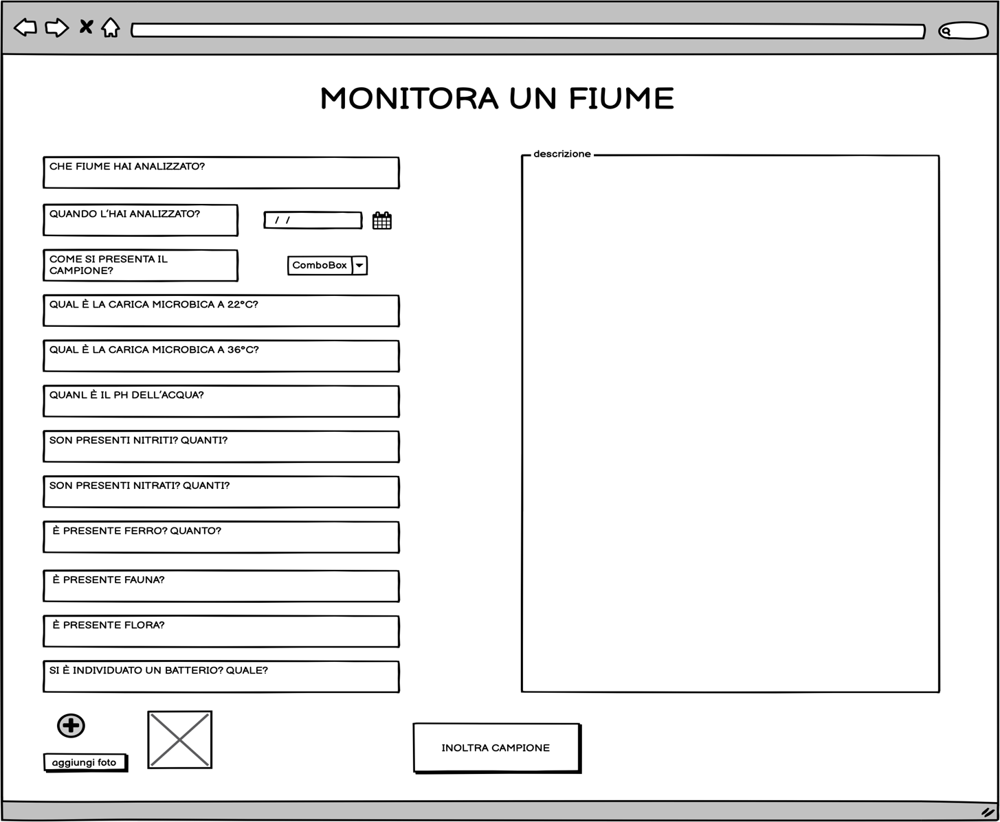 MONITORA UN FIUME
CHE FIUME HAI ANALIZZATO?
QUANDO L'HAI ANALIZZATO?
/ /
COME SI PRESENTA IL
CAMPIONE?
ComboBox
QUAL È LA CARICA MICROBICA A 22°C?
QUAL È LA CARICA MICROBICA A 36°C?
QUANL È IL PH DELL'ACQUA?
SON PRESENTI NITRITI? QUANTI?
SON PRESENTI NITRATI? QUANTI?
È PRESENTE FERRO? QUANTO?
È PRESENTE FAUNA?
È PRESENTE FLORA?
SI È INDIVIDUATO UN BATTERIO? QUALE?
aggiungi foto
descrizione
INOLTRA CAMPIONE